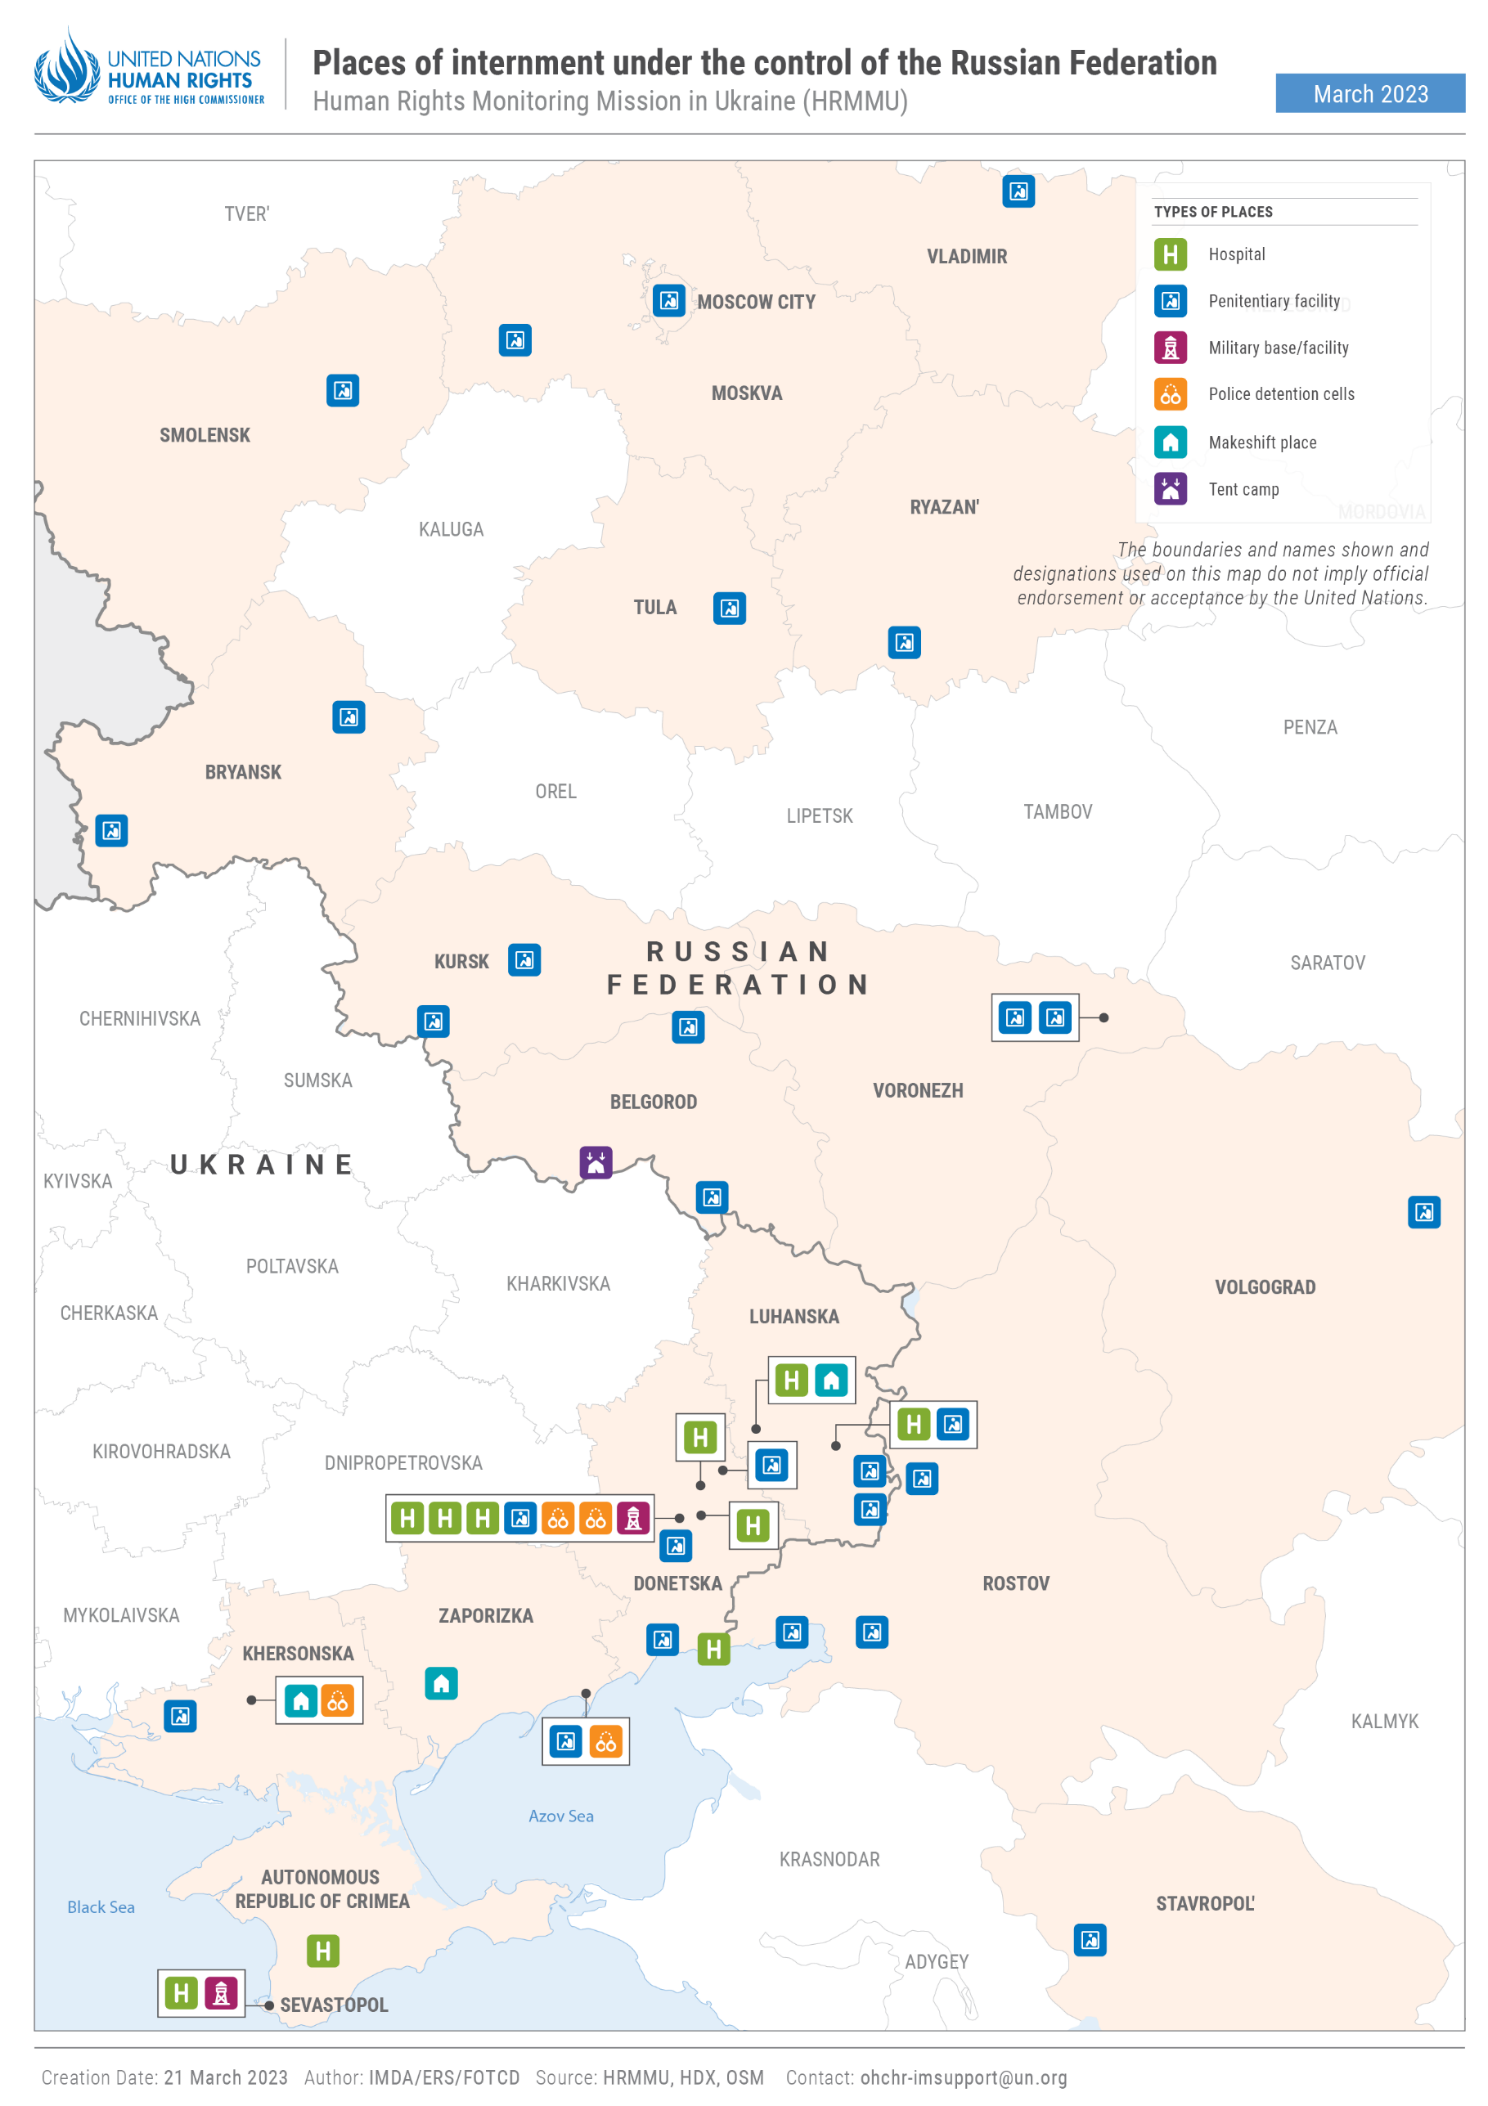 UNITED NATIONS
HUMAN RIGHTS
OFFICE OF THE HIGH COMMISSIONER
Places of internment under the control of the Russian Federation
Human Rights Monitoring Mission in Ukraine (HRMMU)
March 2023
TYPES OF PLACES
Hospital
Penitentiary facility
Military base/facility
Police detention cells
Makeshift place
Tent camp
MORDOVIA
The boundaries and names shown and
designations used on this map do not imply official
endorsement or acceptance by the United Nations.
TVER'
VLADIMIR
MOSCOW CITY
MOSKVA
SMOLENSK
KALUGA
RYAZAN'
TULA
PENZA
BRYANSK
OREL
LIPETSK
TAMBOV
RUSSIAN
FEDERATION
KURSK
SARATOV
CHERNIHIVSKA
SUMSKA
BELGOROD
VORONEZH
UKRAINE
KYIVSKA
POLTAVSKA
KHARKIVSKA
VOLGOGRAD
CHERKASKA
LUHANSKA
H
H
H
KIROVOHRADSKA
DNIPROPETROVSKA
H H H
H
DONETSKA
ROSTOV
MYKOLAIVSKA
ZAPORIZKA
KHERSONSKA
H
KALMYK
Azov Sea
KRASNODAR
AUTONOMOUS
REPUBLIC OF CRIMEA
Black Sea
STAVROPOL'
H
ADYGEY
H
SEVASTOPOL
Creation Date: 21 March 2023 Author: IMDA/ERS/FOTCD Source: HRMMU, HDX, OSM Contact: ohchr-imsupport@un.org